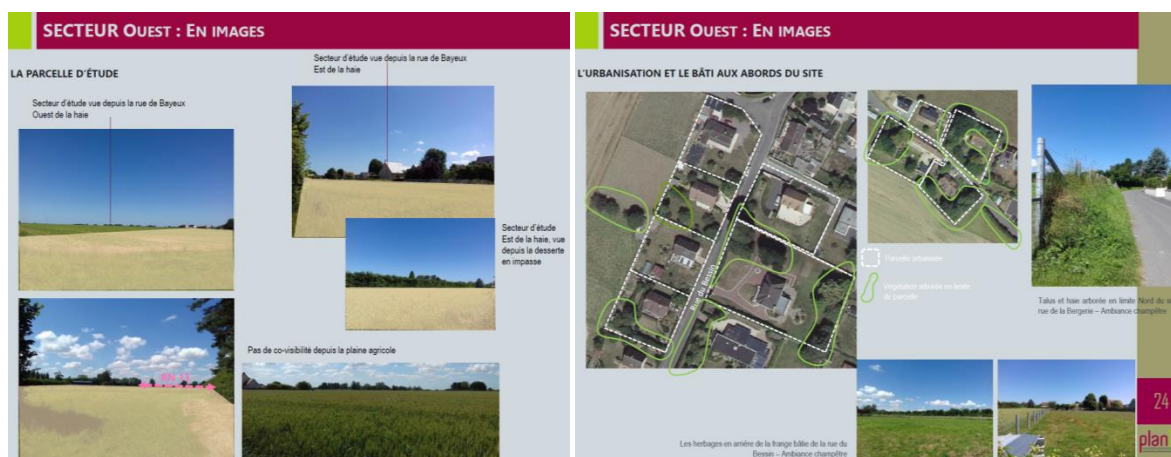 SECTEUR OUEST : EN IMAGES
LA PARCELLE D'ÉTUDE
Secteur d'étude vue depuis la rue de Bayeux
Est de la haie
Secteur d'étude vue depuis la rue de Bayeux
Ouest de la haie
Secteur d'étude
Est de la haie, vue
depuis la desserte
en impasse
RN 13
Pas de co-visibilité depuis la plaine agricole
SECTEUR OUEST : EN IMAGES
L'URBANISATION ET LE BÂTI AUX ABORDS DU SITE
Rue du Bessin
Parcelle urbanisée
Végétation arborée en limite
de parcelle
Talus et haie arborée en limite Nord du
rue de la Bergerie – Ambiance champêtre
Les herbages en arrière de la frange bâtie de la rue du
Bessin – Ambiance champêtre
24
plan